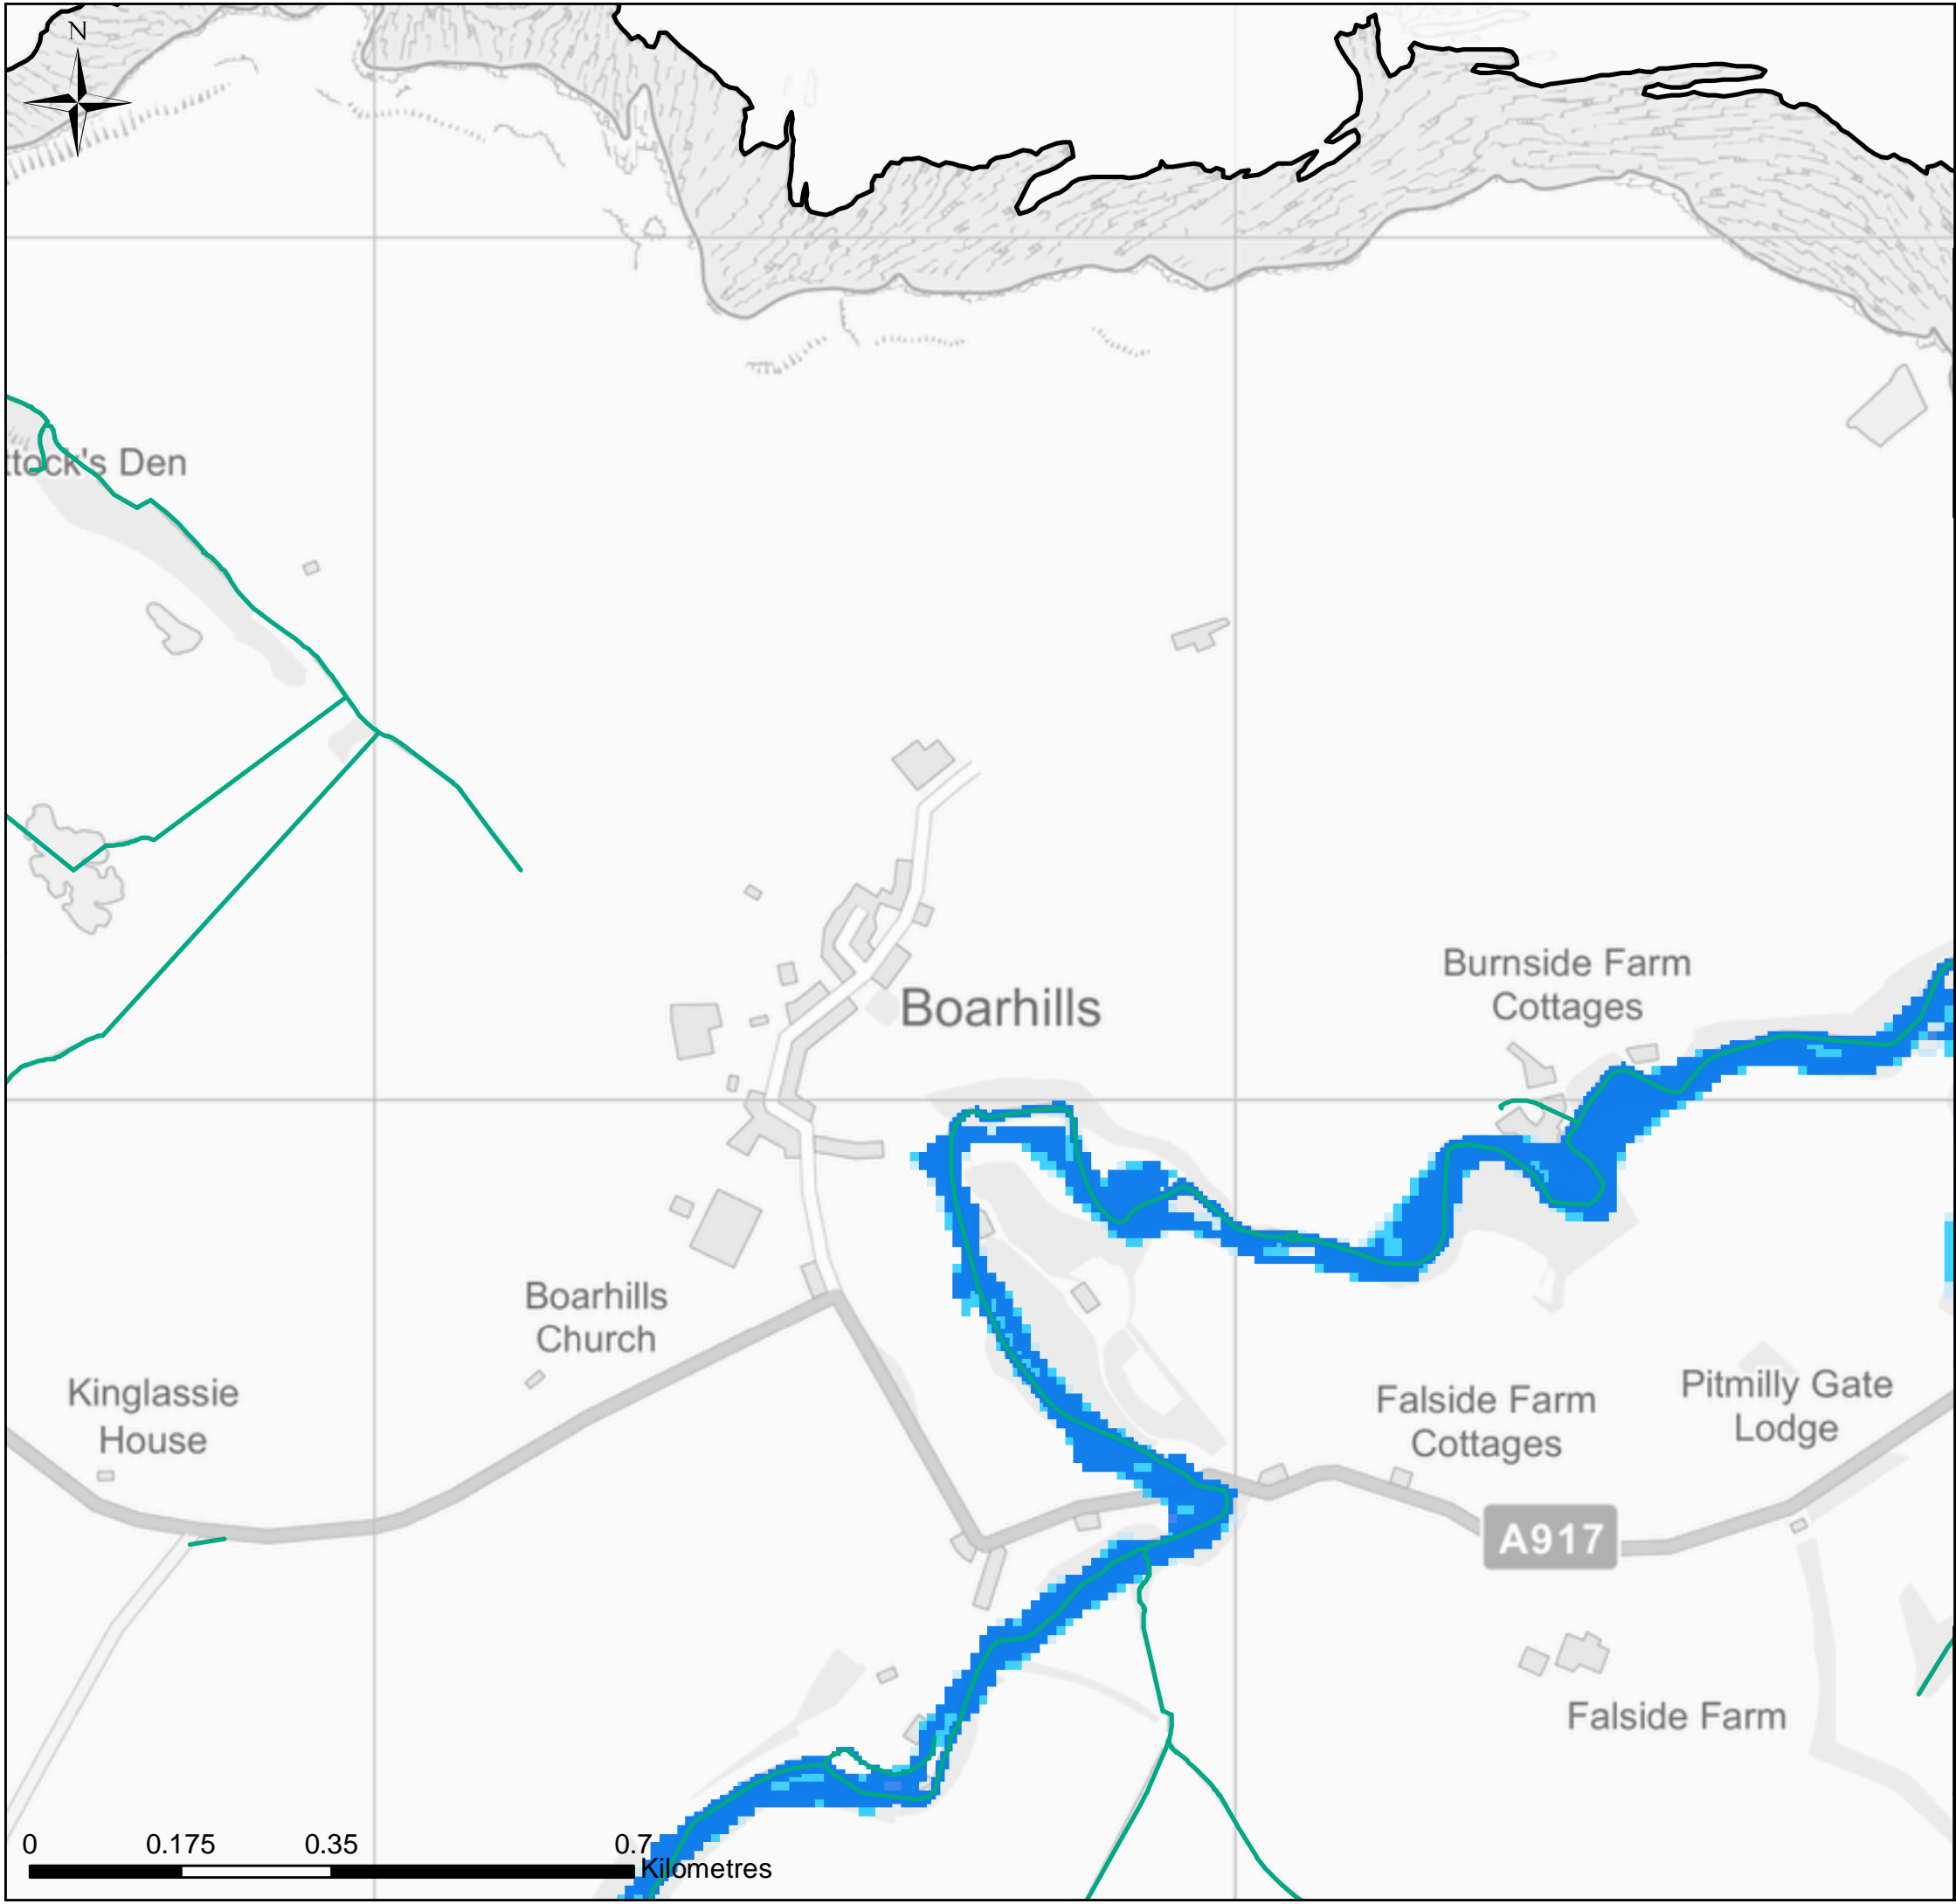 N
ttock's Den
Burnside Farm
Cottages
Boarhills
Boarhills
Church
Kinglassie
House
Falside Farm
Cottages
Pitmilly Gate
Lodge
A917
Falside Farm
0 0.175 0.35 0.7
Kilometres